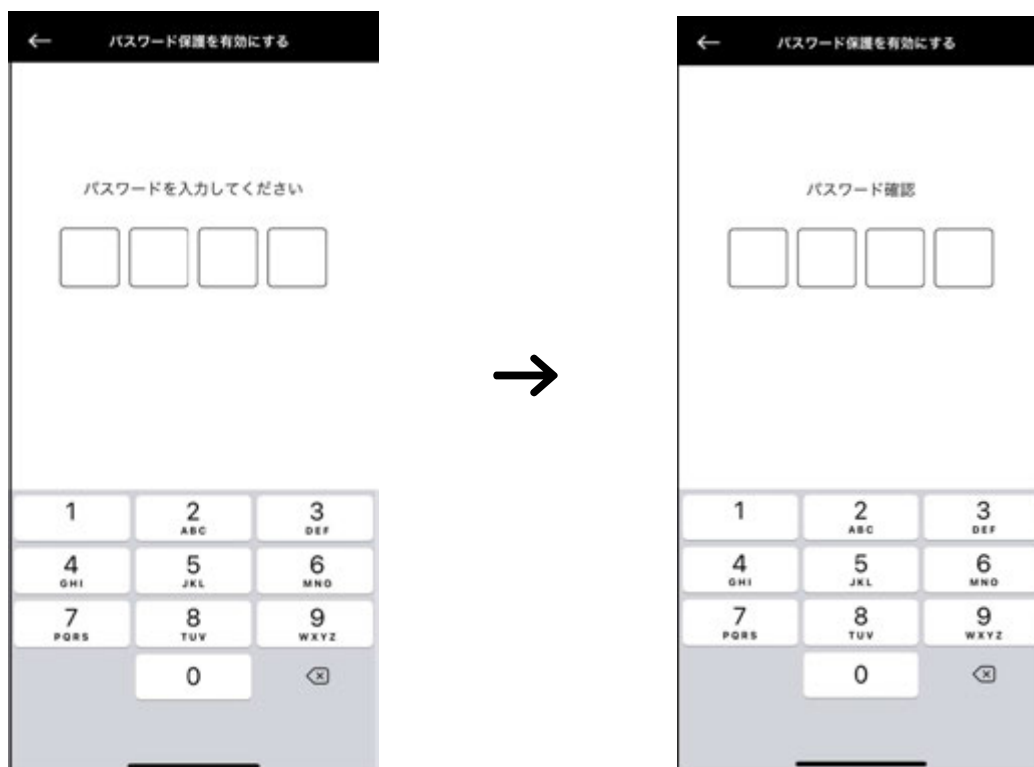 パスワード保護を有効にする
パスワードを入力してください
1 2 3
ABC DEF
4 5 6
GHI JKL MNO
7 8 9
PQRS TUV WXYZ
0
パスワード保護を有効にする
パスワード確認
1 2 3
ABC DEF
4 5 6
GHI JKL MNO
7 8 9
PQRS TUV WXYZ
0